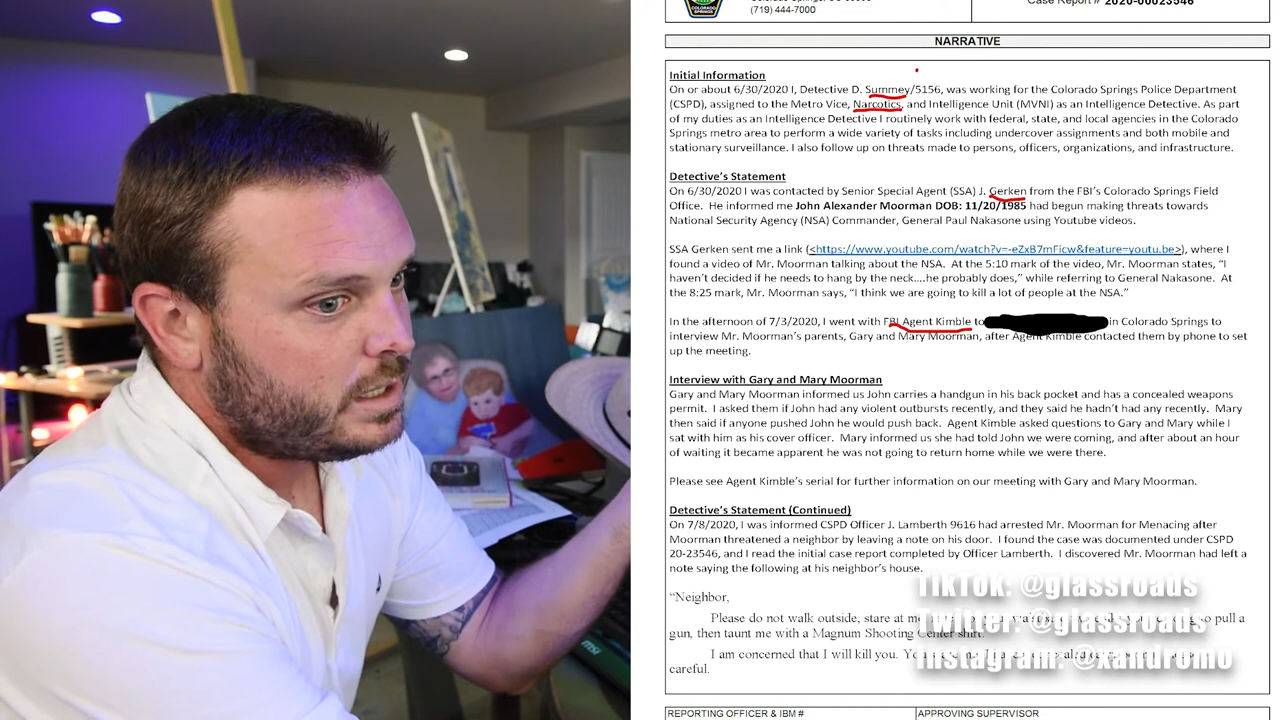 COLORADO SPRINGS
(719) 444-7000
Case Report # 2020-00023546
NARRATIVE
Initial Information
On or about 6/30/2020 I, Detective D. Summey/5156, was working for the Colorado Springs Police Department
(CSPD), assigned to the Metro Vice, Narcotics, and Intelligence Unit (MVNI) as an Intelligence Detective. As part
of my duties as an Intelligence Detective I routinely work with federal, state, and local agencies in the Colorado
Springs metro area to perform a wide variety of tasks including undercover assignments and both mobile and
stationary surveillance. I also follow up on threats made to persons, officers, organizations, and infrastructure.
Detective's Statement
On 6/30/2020 I was contacted by Senior Special Agent (SSA) J. Gerken from the FBI's Colorado Springs Field
Office. He informed me John Alexander Moorman DOB: 11/20/1985 had begun making threats towards
National Security Agency (NSA) Commander, General Paul Nakasone using Youtube videos.
SSA Gerken sent me a link (<https://www.youtube.com/watch?v=-eZxB7mFicw&feature=youtu.be>), where I
found a video of Mr. Moorman talking about the NSA. At the 5:10 mark of the video, Mr. Moorman states, "I
haven't decided if he needs to hang by the neck....he probably does," while referring to General Nakasone. At
the 8:25 mark, Mr. Moorman says, "I think we are going to kill a lot of people at the NSA."
In the afternoon of 7/3/2020, I went with FBI Agent Kimble to in Colorado Springs to
interview Mr. Moorman's parents, Gary and Mary Moorman, after Agent Kimble contacted them by phone to set
up the meeting.
Interview with Gary and Mary Moorman
Gary and Mary Moorman informed us John carries a handgun in his back pocket and has a concealed weapons
permit. I asked them if John had any violent outbursts recently, and they said he hadn't had any recently. Mary
then said if anyone pushed John he would push back. Agent Kimble asked questions to Gary and Mary while I
sat with him as his cover officer. Mary informed us she had told John we were coming, and after about an hour
of waiting it became apparent he was not going to return home while we were there.
Please see Agent Kimble's serial for further information on our meeting with Gary and Mary Moorman.
Detective's Statement (Continued)
On 7/8/2020, I was informed CSPD Officer J. Lamberth 9616 had arrested Mr. Moorman for Menacing after
Moorman threatened a neighbor by leaving a note on his door. I found the case was documented under CSPD
20-23546, and I read the initial case report completed by Officer Lamberth. I discovered Mr. Moorman had left a
note saying the following at his neighbor's house.
"Neighbor,
Please do not walk outside, stare at me to pull a
gun, then taunt me with a Magnum Shooting Center shirt.
I am concerned that I will kill you.
careful.
TikTok: @glassroads
Twitter: @glassroads
Instagram: @xandromo
REPORTING OFFICER & IBM #
APPROVING SUPERVISOR